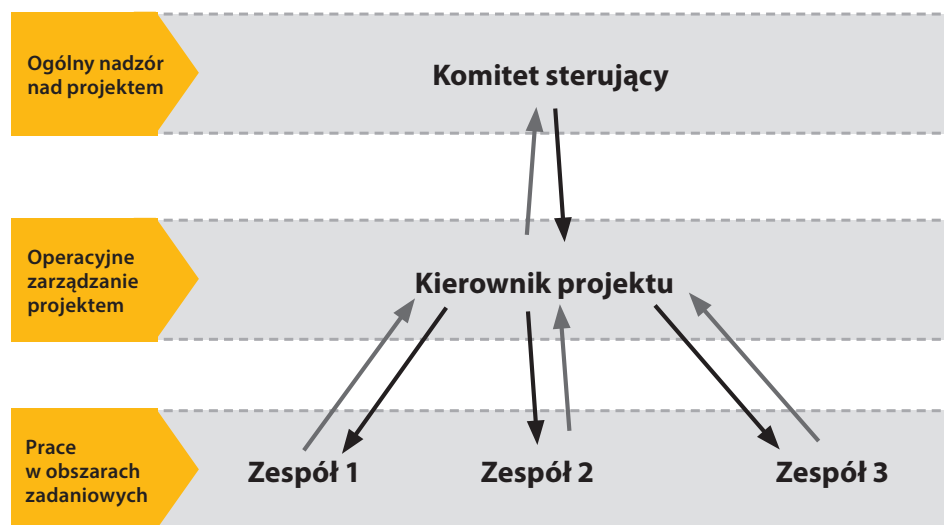 Ogólny nadzór
nad projektem
Komitet sterujący
Operacyjne
zarządzanie
projektem
Kierownik projektu
Prace
w obszarach
zadaniowych
Zespół 1
Zespół 2
Zespół 3